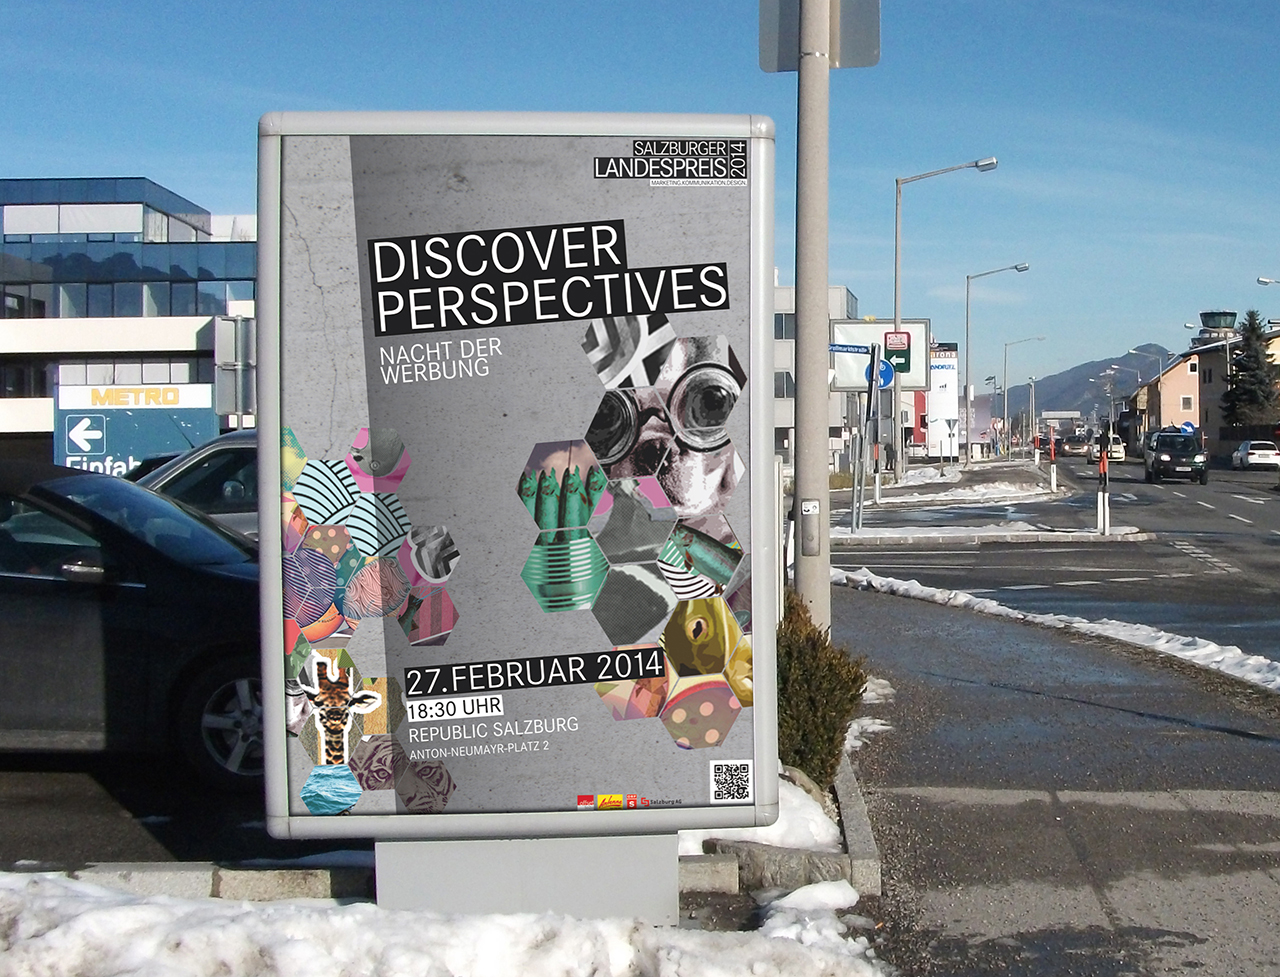 SALZBURGER
LANDESPREIS
2014
MARKETING.KOMMUNIKATION.DESIGN.
DISCOVER
PERSPECTIVES
NACHT DER
WERBUNG
27.FEBRUAR 2014
18:30 UHR
REPUBLIC SALZBURG
ANTON-NEUMAYR-PLATZ 2
Salzburg AG
METRO
Einfah